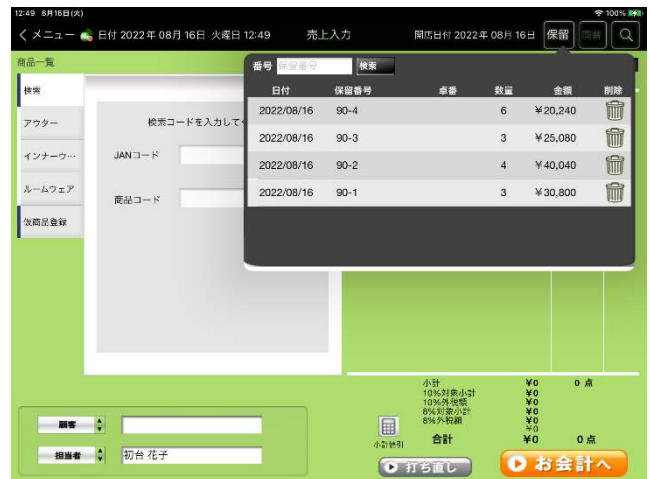 12:49 8月16日(火)
100%
メニュー 日付 2022年 08月 16日 火曜日 12:49 売上入力 開店日付 2022年 08月 16日 保留
商品一覧
番号 保留番号 検索
検索
日付 保留番号 卓番 数量 金額 削除
2022/08/16 90-4 6 ¥20,240
2022/08/16 90-3 3 ¥25,080
2022/08/16 90-2 4 ¥40,040
2022/08/16 90-1 3 ¥30,800
アウター
インナーウ…
ルームウェア
仮商品登録
検索コードを入力して
JANコード
商品コード
小計 ¥0 0 点
10%対象小計 ¥0
10%外税額 ¥0
8%対象小計 ¥0
8%外税額 ¥0
¥0
合計 ¥0 0 点
小計値引
顧客
担当者 初台 花子
打ち直し
お会計へ